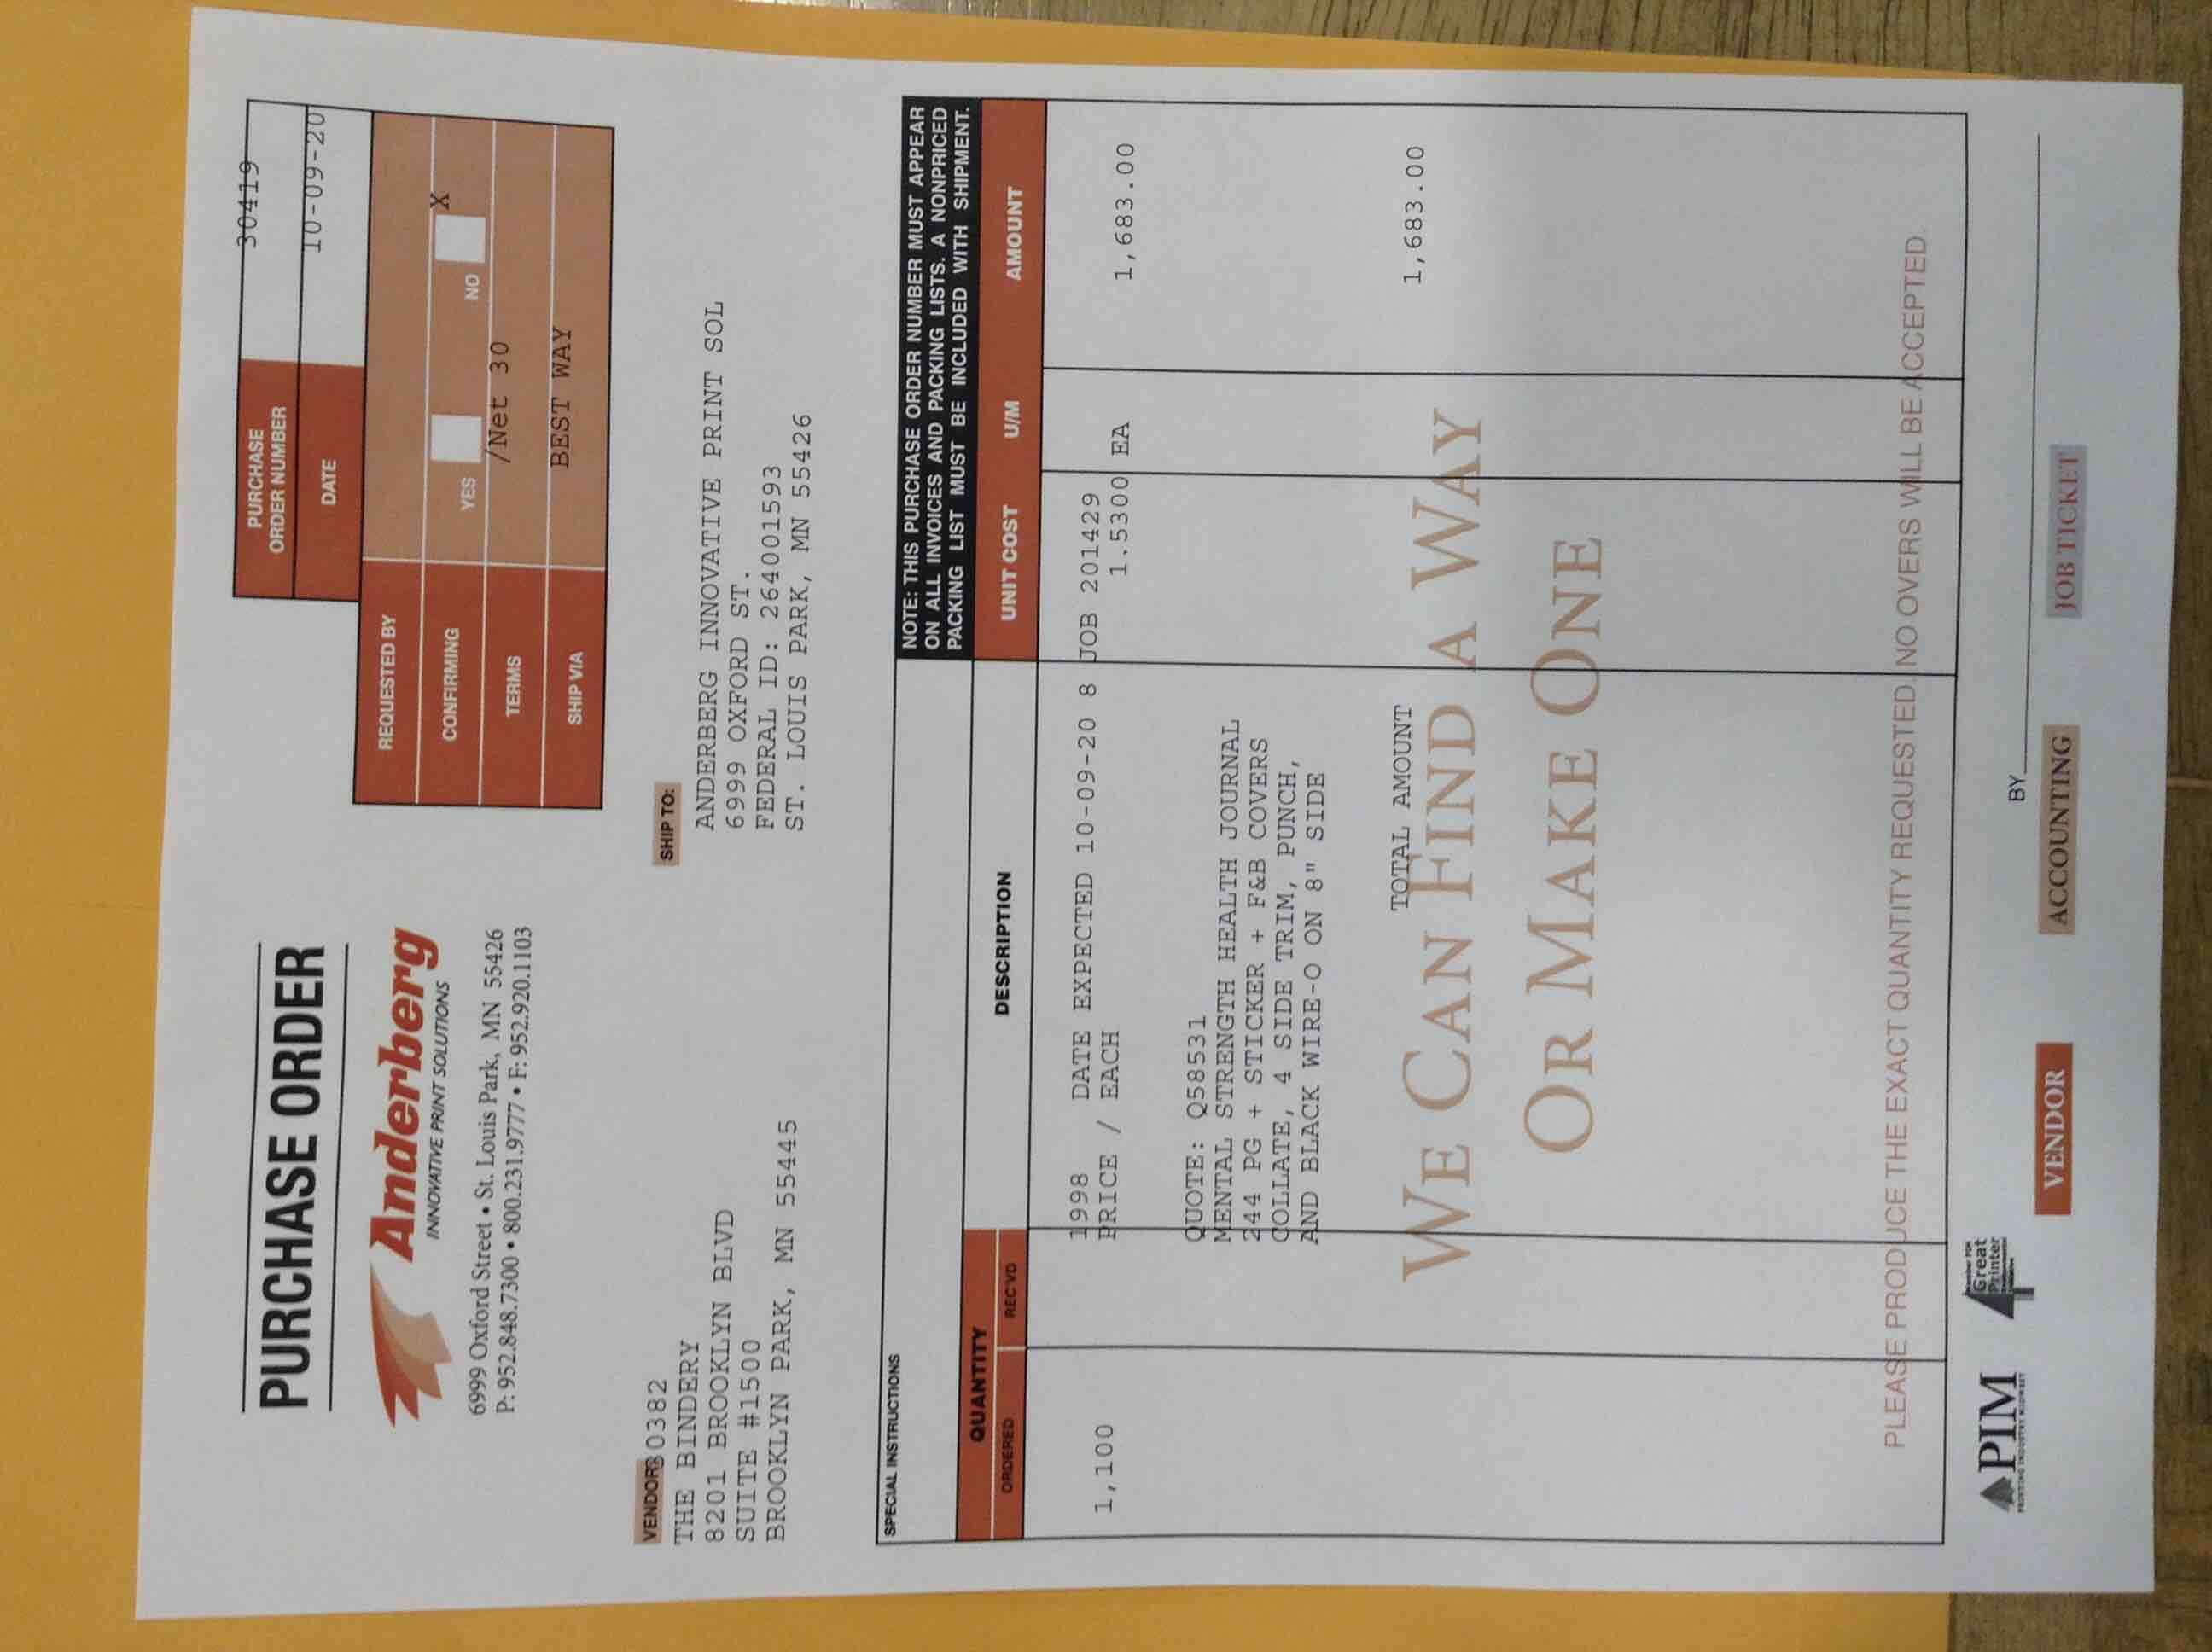 PURCHASE ORDER
PURCHASE
ORDER NUMBER
30419
DATE
10-09-20
Anderberg
INNOVATIVE PRINT SOLUTIONS
6999 Oxford Street • St. Louis Park, MN 55426
P: 952.848.7300 • 800.231.9777 • F: 952.920.1103
REQUESTED BY
CONFIRMING YES NO X
TERMS /Net 30
SHIP VIA BEST WAY
VENDOR: 80382
THE BINDERY
8201 BROOKLYN BLVD
SUITE #1500
BROOKLYN PARK, MN 55445
SHIP TO:
ANDERBERG INNOVATIVE PRINT SOL
6999 OXFORD ST.
FEDERAL ID: 264001593
ST. LOUIS PARK, MN 55426
SPECIAL INSTRUCTIONS
NOTE: THIS PURCHASE ORDER NUMBER MUST APPEAR
ON ALL INVOICES AND PACKING LISTS. A NONPRICED
PACKING LIST MUST BE INCLUDED WITH SHIPMENT.
QUANTITY
ORDERED REC'VD DESCRIPTION UNIT COST U/M AMOUNT
1998 DATE EXPECTED 10-09-20 8 JOB 201429
1,100 PRICE / EACH 1.5300 EA 1,683.00
QUOTE: Q58531
MENTAL STRENGTH HEALTH JOURNAL
244 PG + STICKER + F&B COVERS
COLLATE, 4 SIDE TRIM, PUNCH,
AND BLACK WIRE-O ON 8" SIDE
TOTAL AMOUNT 1,683.00
WE CAN FIND A WAY
OR MAKE ONE
PLEASE PRODUCE THE EXACT QUANTITY REQUESTED. NO OVERS WILL BE ACCEPTED.
PIM
PRINTING INDUSTRY MIDWEST
Great
Printer
BY
VENDOR ACCOUNTING JOB TICKET